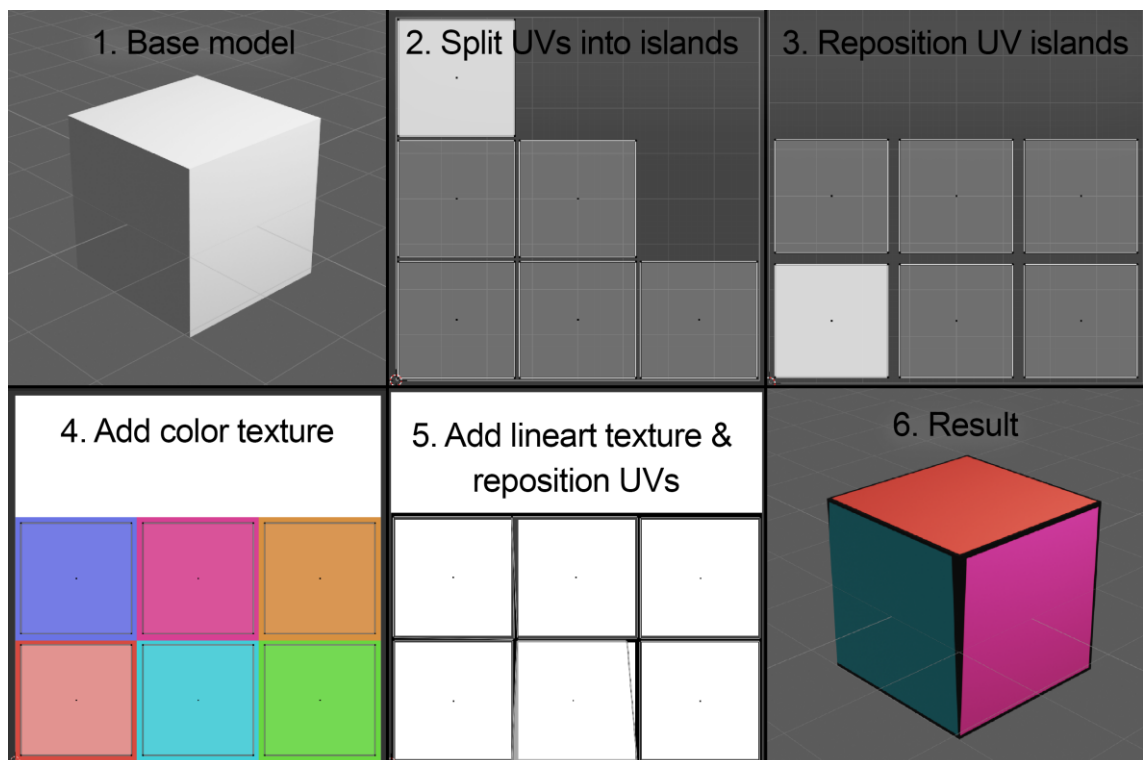 1. Base model
2. Split UVs into islands
3. Reposition UV islands
4. Add color texture
5. Add lineart texture &
reposition UVs
6. Result